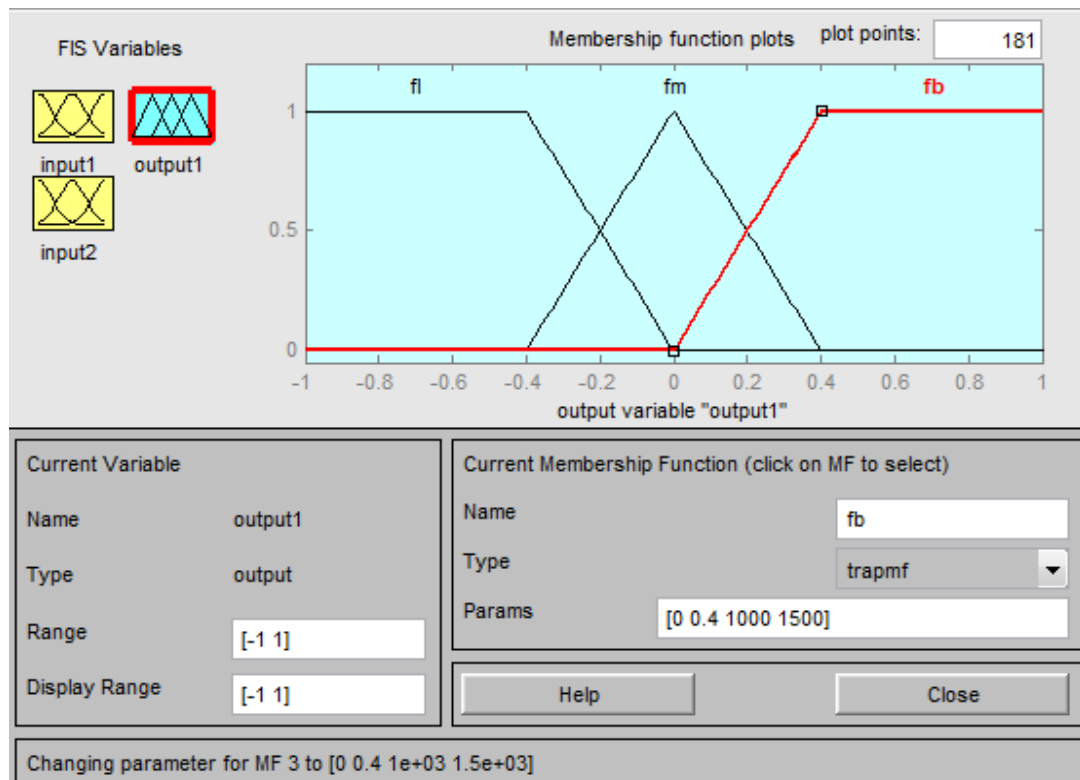 FIS Variables
Membership function plots
plot points:
181
input1
output1
input2
fl
fm
fb
1
0.5
0
-1
-0.8
-0.6
-0.4
-0.2
0
0.2
0.4
0.6
0.8
1
output variable "output1"
Current Variable
Name output1
Type output
Range [-1 1]
Display Range [-1 1]
Current Membership Function (click on MF to select)
Name fb
Type trapmf
Params [0 0.4 1000 1500]
Help
Close
Changing parameter for MF 3 to [0 0.4 1e+03 1.5e+03]